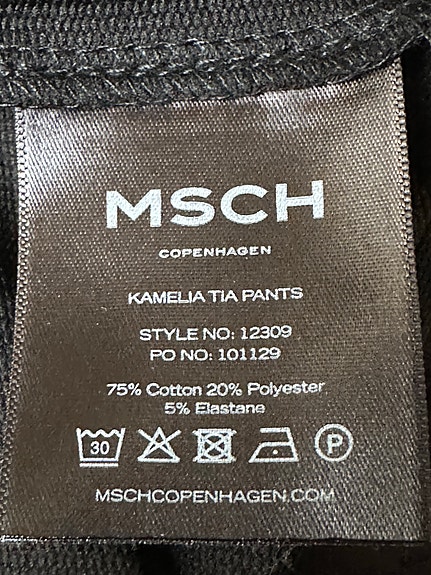 MSCH
COPENHAGEN
KAMELIA TIA PANTS
STYLE NO: 12309
PO NO: 101129
75% Cotton 20% Polyester
5% Elastane
30 P
MSCHCOPENHAGEN.COM